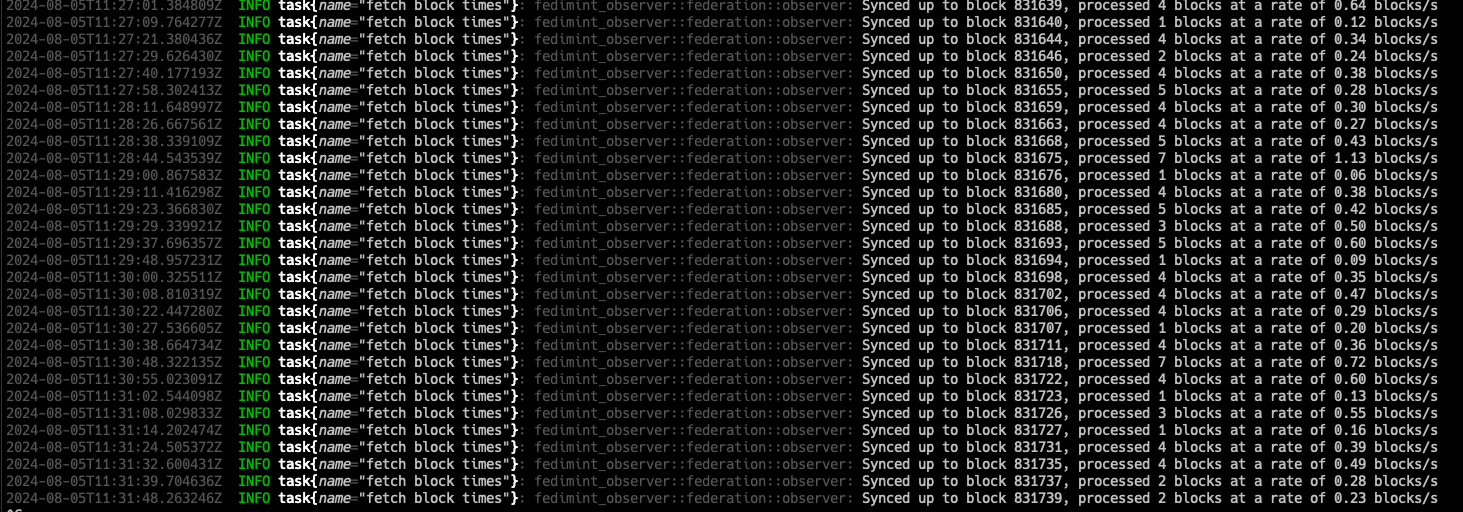 2024-08-05T11:27:01.384809Z  INFO task{name="fetch block times"}: fedimint_observer::federation::observer: Synced up to block 831639, processed 4 blocks at a rate of 0.64 blocks/s
2024-08-05T11:27:09.764277Z  INFO task{name="fetch block times"}: fedimint_observer::federation::observer: Synced up to block 831640, processed 1 blocks at a rate of 0.12 blocks/s
2024-08-05T11:27:21.380436Z  INFO task{name="fetch block times"}: fedimint_observer::federation::observer: Synced up to block 831644, processed 4 blocks at a rate of 0.34 blocks/s
2024-08-05T11:27:29.626430Z  INFO task{name="fetch block times"}: fedimint_observer::federation::observer: Synced up to block 831646, processed 2 blocks at a rate of 0.24 blocks/s
2024-08-05T11:27:40.177193Z  INFO task{name="fetch block times"}: fedimint_observer::federation::observer: Synced up to block 831650, processed 4 blocks at a rate of 0.38 blocks/s
2024-08-05T11:27:58.302413Z  INFO task{name="fetch block times"}: fedimint_observer::federation::observer: Synced up to block 831655, processed 5 blocks at a rate of 0.28 blocks/s
2024-08-05T11:28:11.648997Z  INFO task{name="fetch block times"}: fedimint_observer::federation::observer: Synced up to block 831659, processed 4 blocks at a rate of 0.30 blocks/s
2024-08-05T11:28:26.667561Z  INFO task{name="fetch block times"}: fedimint_observer::federation::observer: Synced up to block 831663, processed 4 blocks at a rate of 0.27 blocks/s
2024-08-05T11:28:38.339109Z  INFO task{name="fetch block times"}: fedimint_observer::federation::observer: Synced up to block 831668, processed 5 blocks at a rate of 0.43 blocks/s
2024-08-05T11:28:44.543539Z  INFO task{name="fetch block times"}: fedimint_observer::federation::observer: Synced up to block 831675, processed 7 blocks at a rate of 1.13 blocks/s
2024-08-05T11:29:00.867583Z  INFO task{name="fetch block times"}: fedimint_observer::federation::observer: Synced up to block 831676, processed 1 blocks at a rate of 0.06 blocks/s
2024-08-05T11:29:11.416298Z  INFO task{name="fetch block times"}: fedimint_observer::federation::observer: Synced up to block 831680, processed 4 blocks at a rate of 0.38 blocks/s
2024-08-05T11:29:23.366830Z  INFO task{name="fetch block times"}: fedimint_observer::federation::observer: Synced up to block 831685, processed 5 blocks at a rate of 0.42 blocks/s
2024-08-05T11:29:29.339921Z  INFO task{name="fetch block times"}: fedimint_observer::federation::observer: Synced up to block 831688, processed 3 blocks at a rate of 0.50 blocks/s
2024-08-05T11:29:37.696357Z  INFO task{name="fetch block times"}: fedimint_observer::federation::observer: Synced up to block 831693, processed 5 blocks at a rate of 0.60 blocks/s
2024-08-05T11:29:48.957231Z  INFO task{name="fetch block times"}: fedimint_observer::federation::observer: Synced up to block 831694, processed 1 blocks at a rate of 0.09 blocks/s
2024-08-05T11:30:00.325511Z  INFO task{name="fetch block times"}: fedimint_observer::federation::observer: Synced up to block 831698, processed 4 blocks at a rate of 0.35 blocks/s
2024-08-05T11:30:08.810319Z  INFO task{name="fetch block times"}: fedimint_observer::federation::observer: Synced up to block 831702, processed 4 blocks at a rate of 0.47 blocks/s
2024-08-05T11:30:22.447280Z  INFO task{name="fetch block times"}: fedimint_observer::federation::observer: Synced up to block 831706, processed 4 blocks at a rate of 0.29 blocks/s
2024-08-05T11:30:27.536605Z  INFO task{name="fetch block times"}: fedimint_observer::federation::observer: Synced up to block 831707, processed 1 blocks at a rate of 0.20 blocks/s
2024-08-05T11:30:38.664734Z  INFO task{name="fetch block times"}: fedimint_observer::federation::observer: Synced up to block 831711, processed 4 blocks at a rate of 0.36 blocks/s
2024-08-05T11:30:48.322135Z  INFO task{name="fetch block times"}: fedimint_observer::federation::observer: Synced up to block 831718, processed 7 blocks at a rate of 0.72 blocks/s
2024-08-05T11:30:55.023091Z  INFO task{name="fetch block times"}: fedimint_observer::federation::observer: Synced up to block 831722, processed 4 blocks at a rate of 0.60 blocks/s
2024-08-05T11:31:02.544098Z  INFO task{name="fetch block times"}: fedimint_observer::federation::observer: Synced up to block 831723, processed 1 blocks at a rate of 0.13 blocks/s
2024-08-05T11:31:08.029833Z  INFO task{name="fetch block times"}: fedimint_observer::federation::observer: Synced up to block 831726, processed 3 blocks at a rate of 0.55 blocks/s
2024-08-05T11:31:14.202474Z  INFO task{name="fetch block times"}: fedimint_observer::federation::observer: Synced up to block 831727, processed 1 blocks at a rate of 0.16 blocks/s
2024-08-05T11:31:24.505372Z  INFO task{name="fetch block times"}: fedimint_observer::federation::observer: Synced up to block 831731, processed 4 blocks at a rate of 0.39 blocks/s
2024-08-05T11:31:32.600431Z  INFO task{name="fetch block times"}: fedimint_observer::federation::observer: Synced up to block 831735, processed 4 blocks at a rate of 0.49 blocks/s
2024-08-05T11:31:39.704636Z  INFO task{name="fetch block times"}: fedimint_observer::federation::observer: Synced up to block 831737, processed 2 blocks at a rate of 0.28 blocks/s
2024-08-05T11:31:48.263246Z  INFO task{name="fetch block times"}: fedimint_observer::federation::observer: Synced up to block 831739, processed 2 blocks at a rate of 0.23 blocks/s